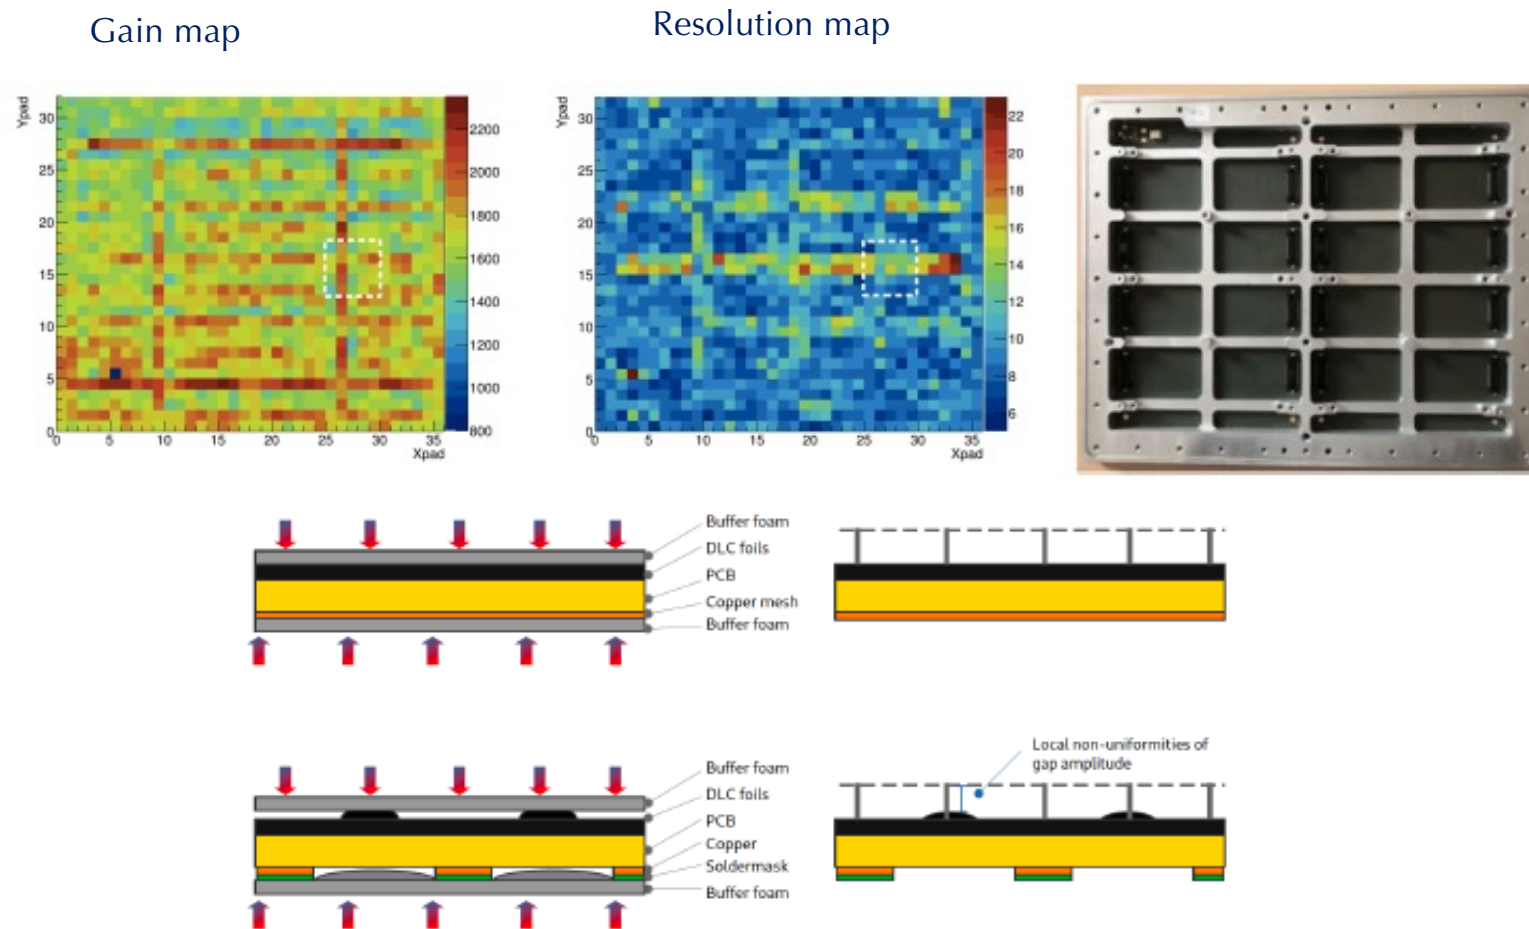 Gain map
Resolution map
Ypad
30
25
20
15
10
5
0
0 5 10 15 20 25 30 35
Xpad
2200
2000
1800
1600
1400
1200
1000
800
Ypad
30
25
20
15
10
5
0
0 5 10 15 20 25 30 35
Xpad
22
20
18
16
14
12
10
8
6
Buffer foam
DLC foils
PCB
Copper mesh
Buffer foam
Buffer foam
DLC foils
PCB
Copper
Soldermask
Buffer foam
Local non-uniformities of
gap amplitude